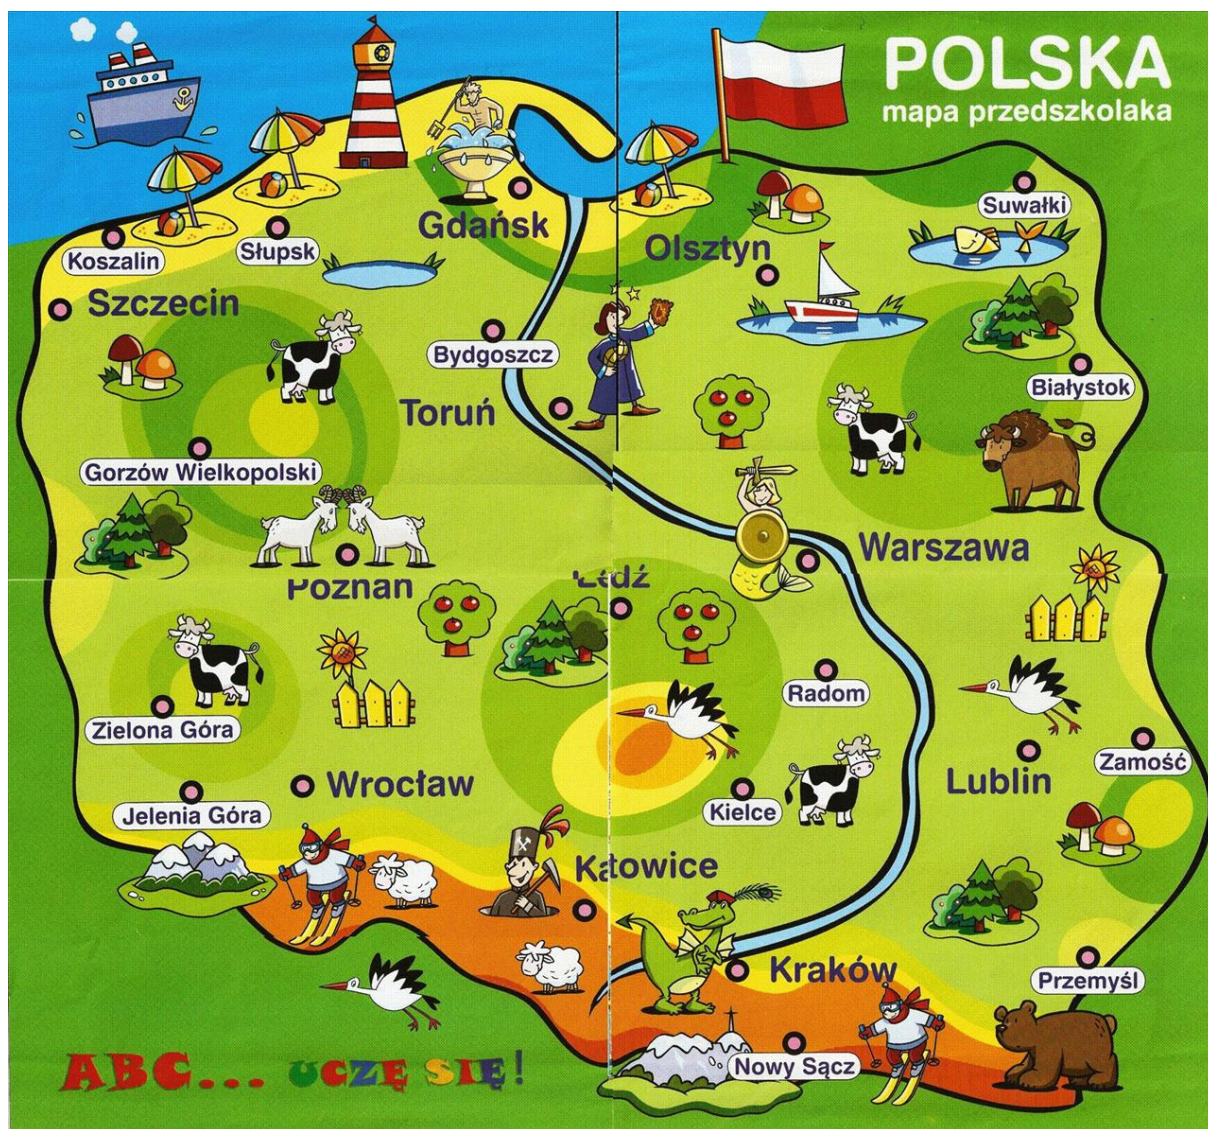 POLSKA
mapa przedszkolaka
Suwałki
Gdańsk
Słupsk
Koszalin
Olsztyn
Szczecin
Bydgoszcz
Białystok
Toruń
Gorzów Wielkopolski
Warszawa
Poznań
Łódź
Radom
Zielona Góra
Zamość
Wrocław
Lublin
Kielce
Jelenia Góra
Katowice
Kraków
Przemyśl
Nowy Sącz
ABC... UCZĘ SIĘ!